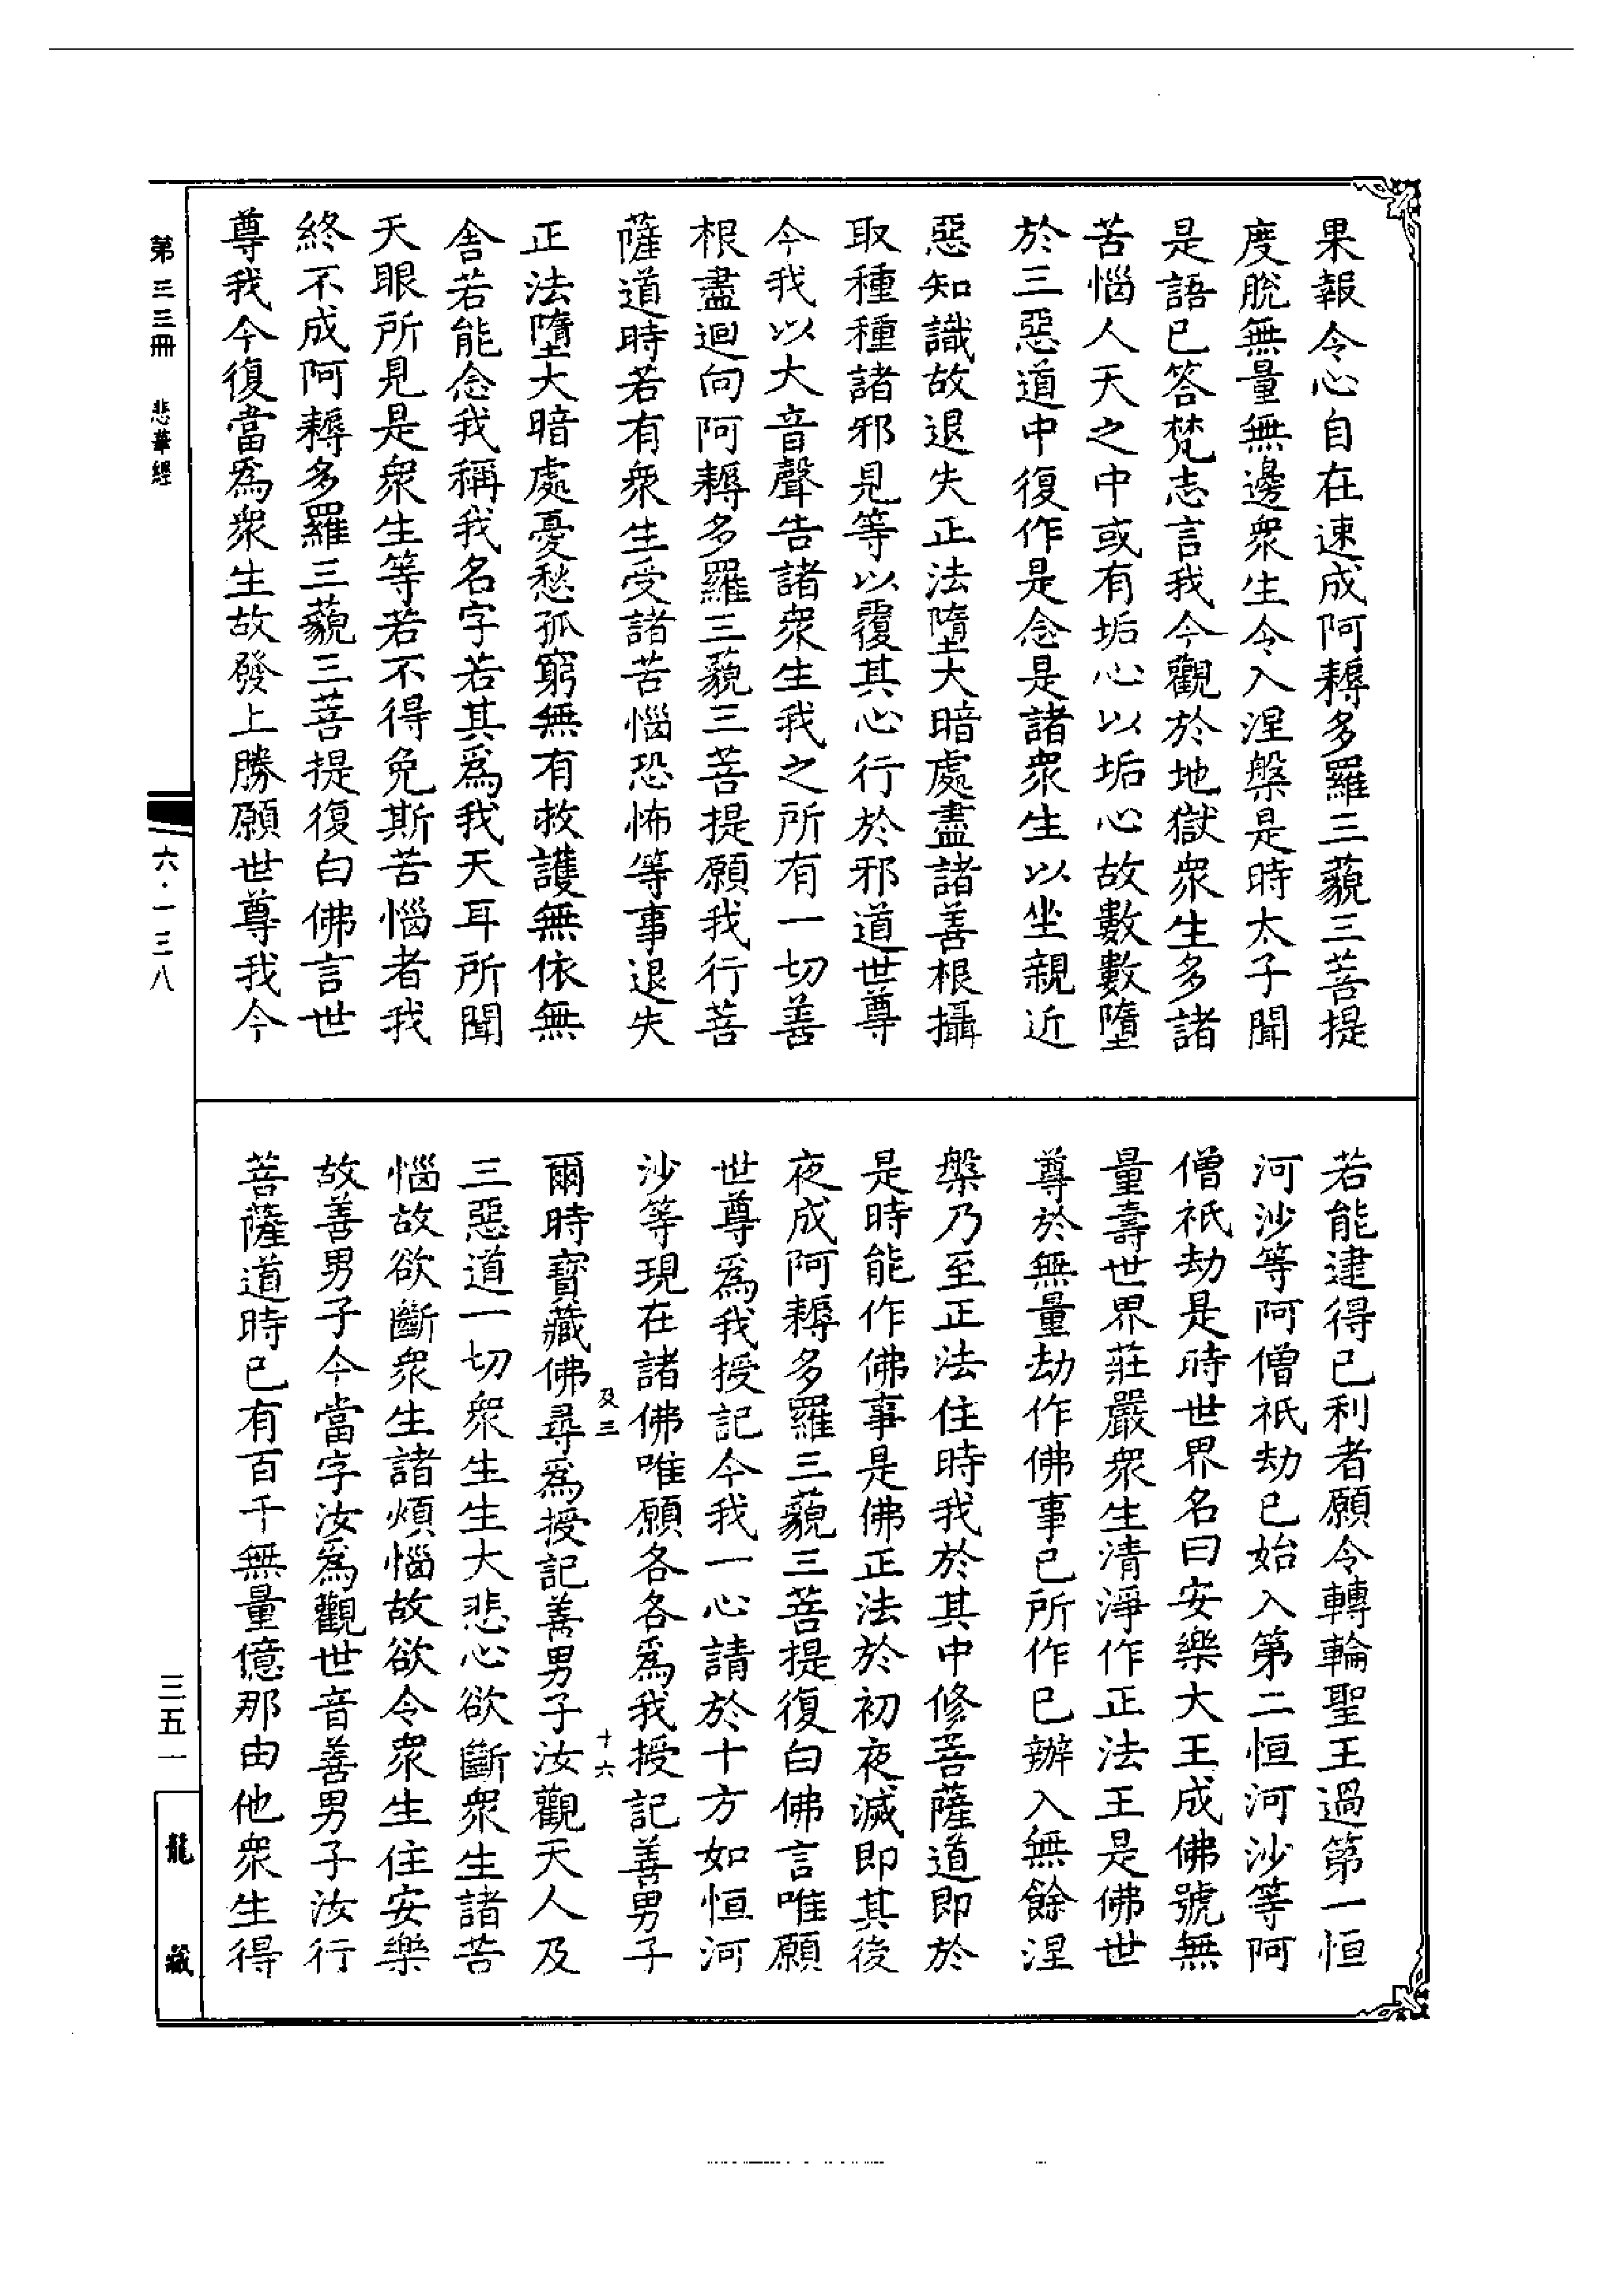 果報令心自在速成阿耨多羅三藐三菩提
度脫無量無邊衆生令入涅槃是時太子聞
是語已答梵志言我今觀於地獄衆生多諸
苦惱人天之中或有垢心以垢心故數數墮
於三惡道中復作是念是諸衆生以坐親近
惡知識故退失正法墮大暗處盡諸善根攝
取種種諸邪見等以覆其心行於邪道世尊
今我以大音聲告諸衆生我之所有一切善
根盡迴向阿耨多羅三藐三菩提願我行菩
薩道時若有衆生受諸苦惱恐怖等事退失
正法墮大暗處憂愁孤窮無有救護無依無
舍若能念我稱我名字若其爲我天耳所聞
天眼所見是衆生等若不得免斯苦惱者我
終不成阿耨多羅三藐三菩提復白佛言世
尊我今復當爲衆生故發上勝願世尊我今
若能逮得已利者願令轉輪聖王過第一恒
河沙等阿僧祇劫已始入第二恒河沙等阿
僧祇劫是時世界名曰安樂大王成佛號無
量壽世界莊嚴衆生清淨作正法王是佛世
尊於無量劫作佛事已所作已辦入無餘涅
槃乃至正法住時我於其中修菩薩道即於
是時能作佛事是佛正法於初夜滅即其後
夜成阿耨多羅三藐三菩提復白佛言唯願
世尊爲我授記今我一心請於十方如恒河
沙等現在諸佛唯願各各爲我授記善男子
及三
十六
爾時寶藏佛尋爲授記善男子汝觀天人及
三惡道一切衆生生大悲心欲斷衆生諸苦
惱故欲斷衆生諸煩惱故欲令衆生住安樂
故善男子今當字汝爲觀世音善男子汝行
菩薩道時已有百千無量億那由他衆生得
第三三冊 悲華經
六·一三八
三五一
龍藏